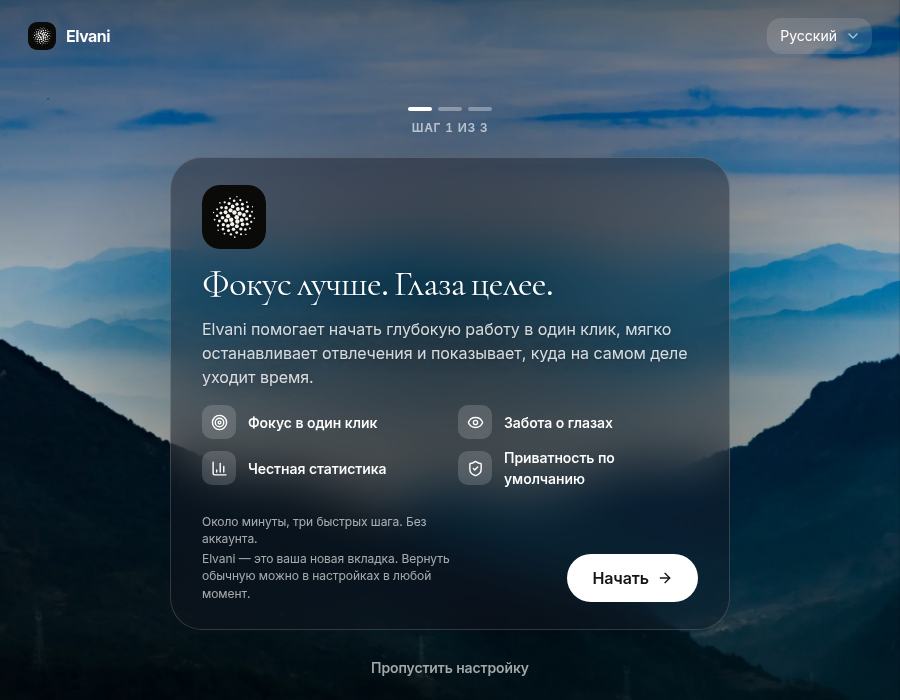 Elvani
Русский
ШАГ 1 ИЗ 3
Фокус лучше. Глаза целее.
Elvani помогает начать глубокую работу в один клик, мягко
останавливает отвлечения и показывает, куда на самом деле
уходит время.
Фокус в один клик
Забота о глазах
Честная статистика
Приватность по
умолчанию
Около минуты, три быстрых шага. Без
аккаунта.
Elvani — это ваша новая вкладка. Вернуть
обычную можно в настройках в любой
момент.
Начать
Пропустить настройку